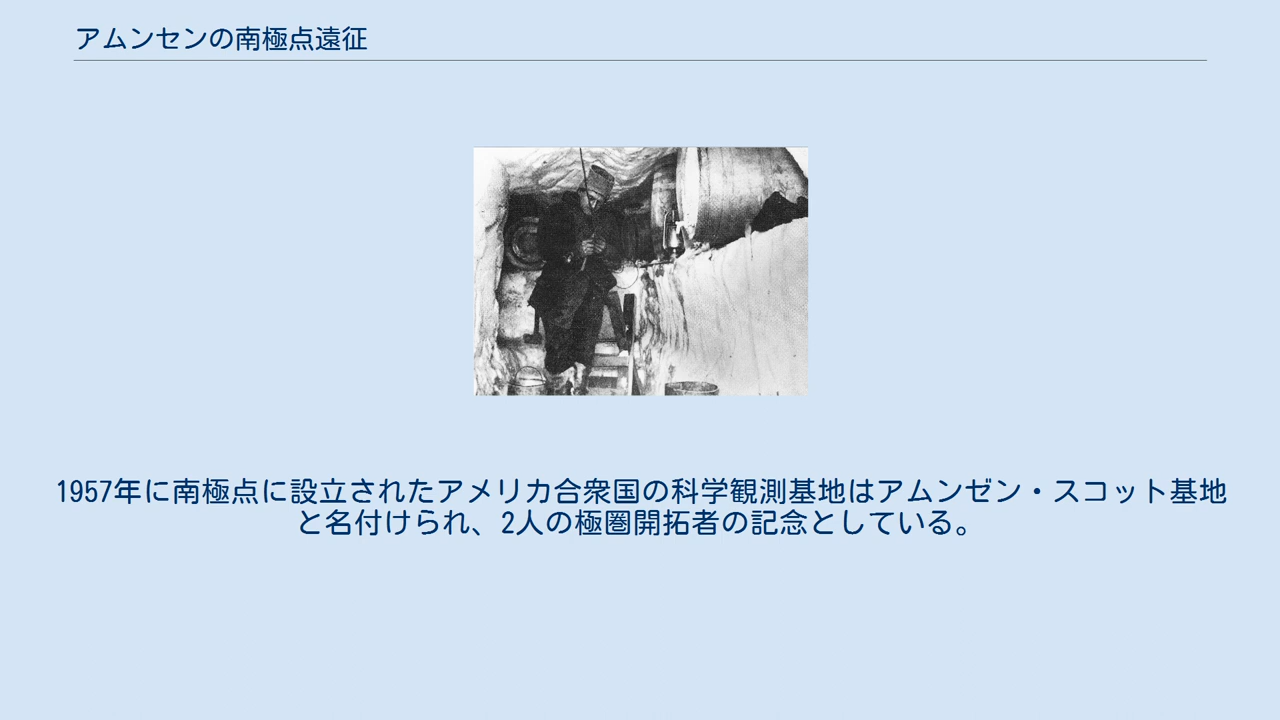 アムンセンの南極点遠征
1957年に南極点に設立されたアメリカ合衆国の科学観測基地はアムンゼン・スコット基地
と名付けられ、2人の極圏開拓者の記念としている。